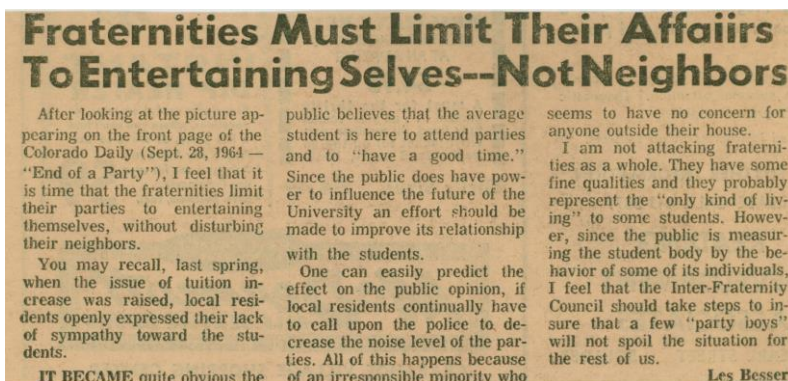 Fraternities Must Limit Their Affaiirs
To Entertaining Selves--Not Neighbors
After looking at the picture ap-
pearing on the front page of the
Colorado Daily (Sept. 28, 1964 —
“End of a Party”), I feel that it
is time that the fraternities limit
their parties to entertaining
themselves, without disturbing
their neighbors.
You may recall, last spring,
when the issue of tuition in-
crease was raised, local resi-
dents openly expressed their lack
of sympathy toward the stu-
dents.
IT BECAME quite obvious the
public believes that the average
student is here to attend parties
and to “have a good time.”
Since the public does have pow-
er to influence the future of the
University an effort should be
made to improve its relationship
with the students.
One can easily predict the
effect on the public opinion, if
local residents continually have
to call upon the police to de-
crease the noise level of the par-
ties. All of this happens because
of an irresponsible minority who
seems to have no concern for
anyone outside their house.
I am not attacking fraterni-
ties as a whole. They have some
fine qualities and they probably
represent the “only kind of liv-
ing” to some students. Howev-
er, since the public is measur-
ing the student body by the be-
havior of some of its individuals,
I feel that the Inter-Fraternity
Council should take steps to in-
sure that a few “party boys”
will not spoil the situation for
the rest of us.
Les Besser